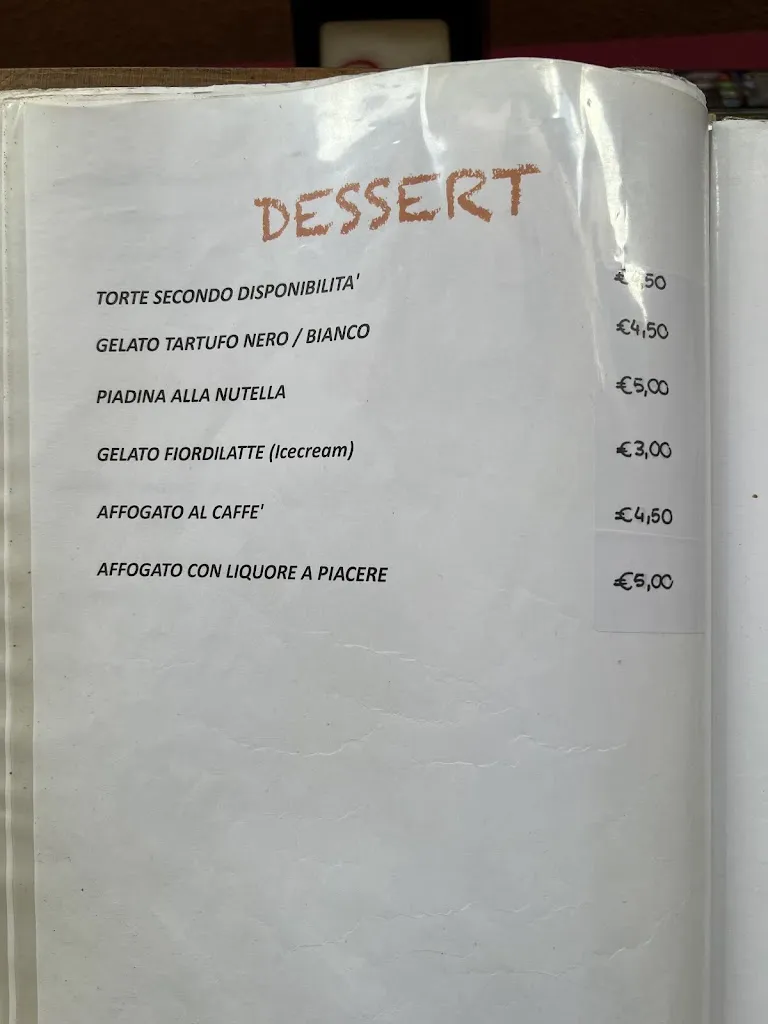 DESSERT
TORTE SECONDO DISPONIBILITA'
GELATO TARTUFO NERO / BIANCO €4,50
PIADINA ALLA NUTELLA €5,00
GELATO FIORDILATTE (Icecream) €3,00
AFFOGATO AL CAFFE' €4,50
AFFOGATO CON LIQUORE A PIACERE €5,00